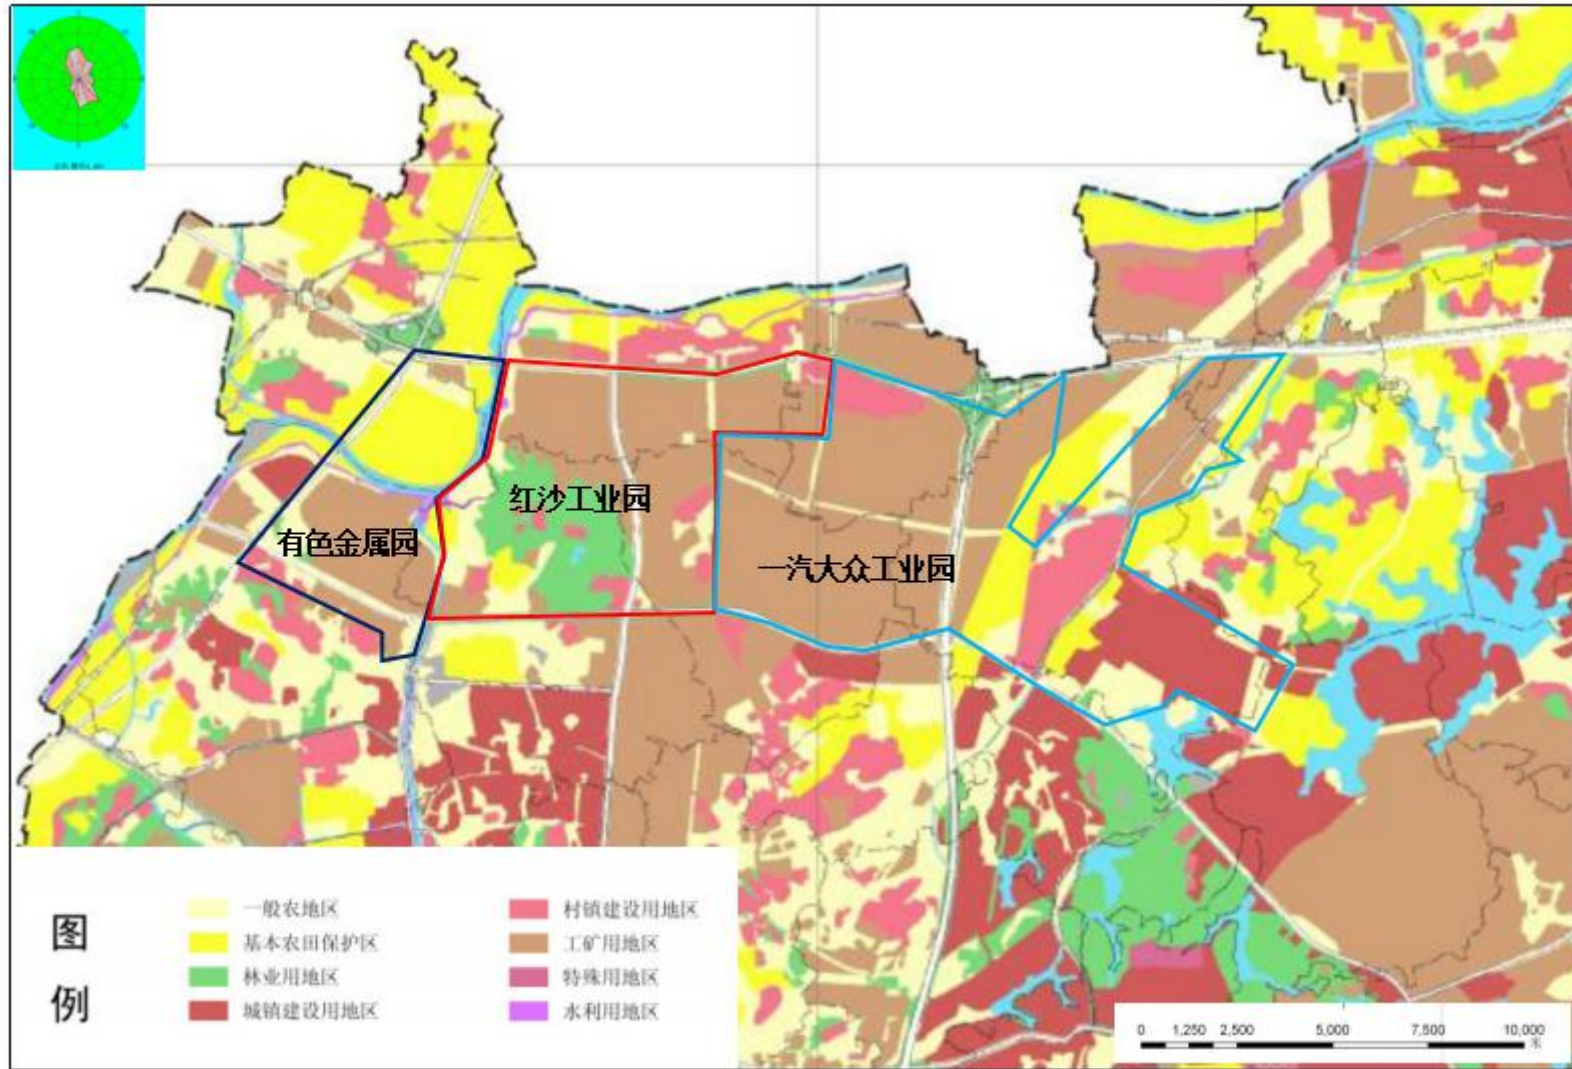 有色金属园
红沙工业园
一汽大众工业园
图例
一般农地区
基本农田保护区
林业用地区
城镇建设用地区
村镇建设用地区
工矿用地区
特殊用地区
水利用地区
0 1,250 2,500 5,000 7,500 10,000
米